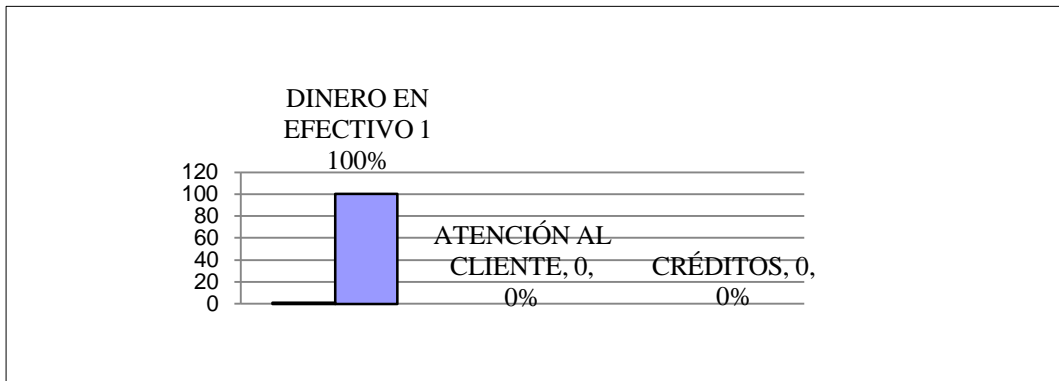 DINERO EN
EFECTIVO 1
100%
120
100
80
60
40
20
0
ATENCIÓN AL
CLIENTE, 0,
0%
CRÉDITOS, 0,
0%